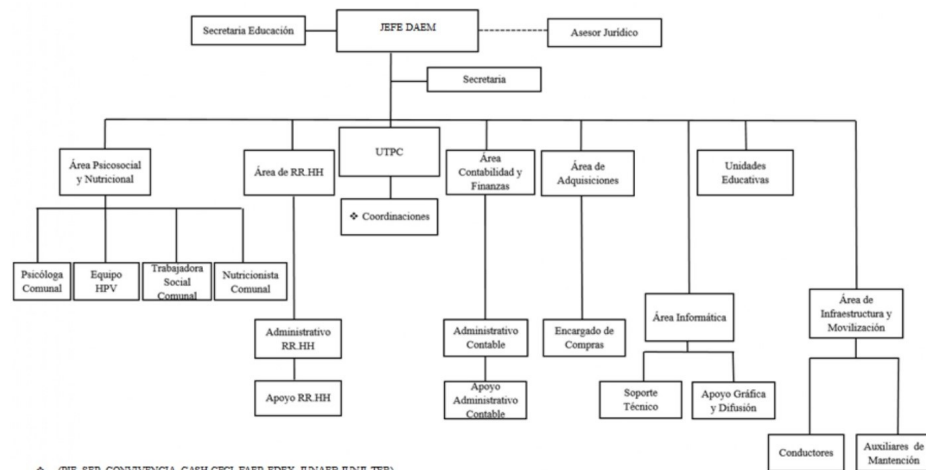 JEFE DAEM
Secretaria Educación
Asesor Jurídico
Secretaria
Área Psicosocial
y Nutricional
Área de RR.HH
UTPC
Área
Contabilidad y
Finanzas
Área de
Adquisiciones
Unidades
Educativas
❖ Coordinaciones
Psicóloga
Comunal
Equipo
HPV
Trabajadora
Social
Comunal
Nutricionista
Comunal
Área Informática
Área de
Infraestructura y
Movilización
Administrativo
RR.HH
Administrativo
Contable
Encargado de
Compras
Apoyo RR.HH
Apoyo
Administrativo
Contable
Soporte
Técnico
Apoyo Gráfica
y Difusión
Conductores
Auxiliares de
Mantención